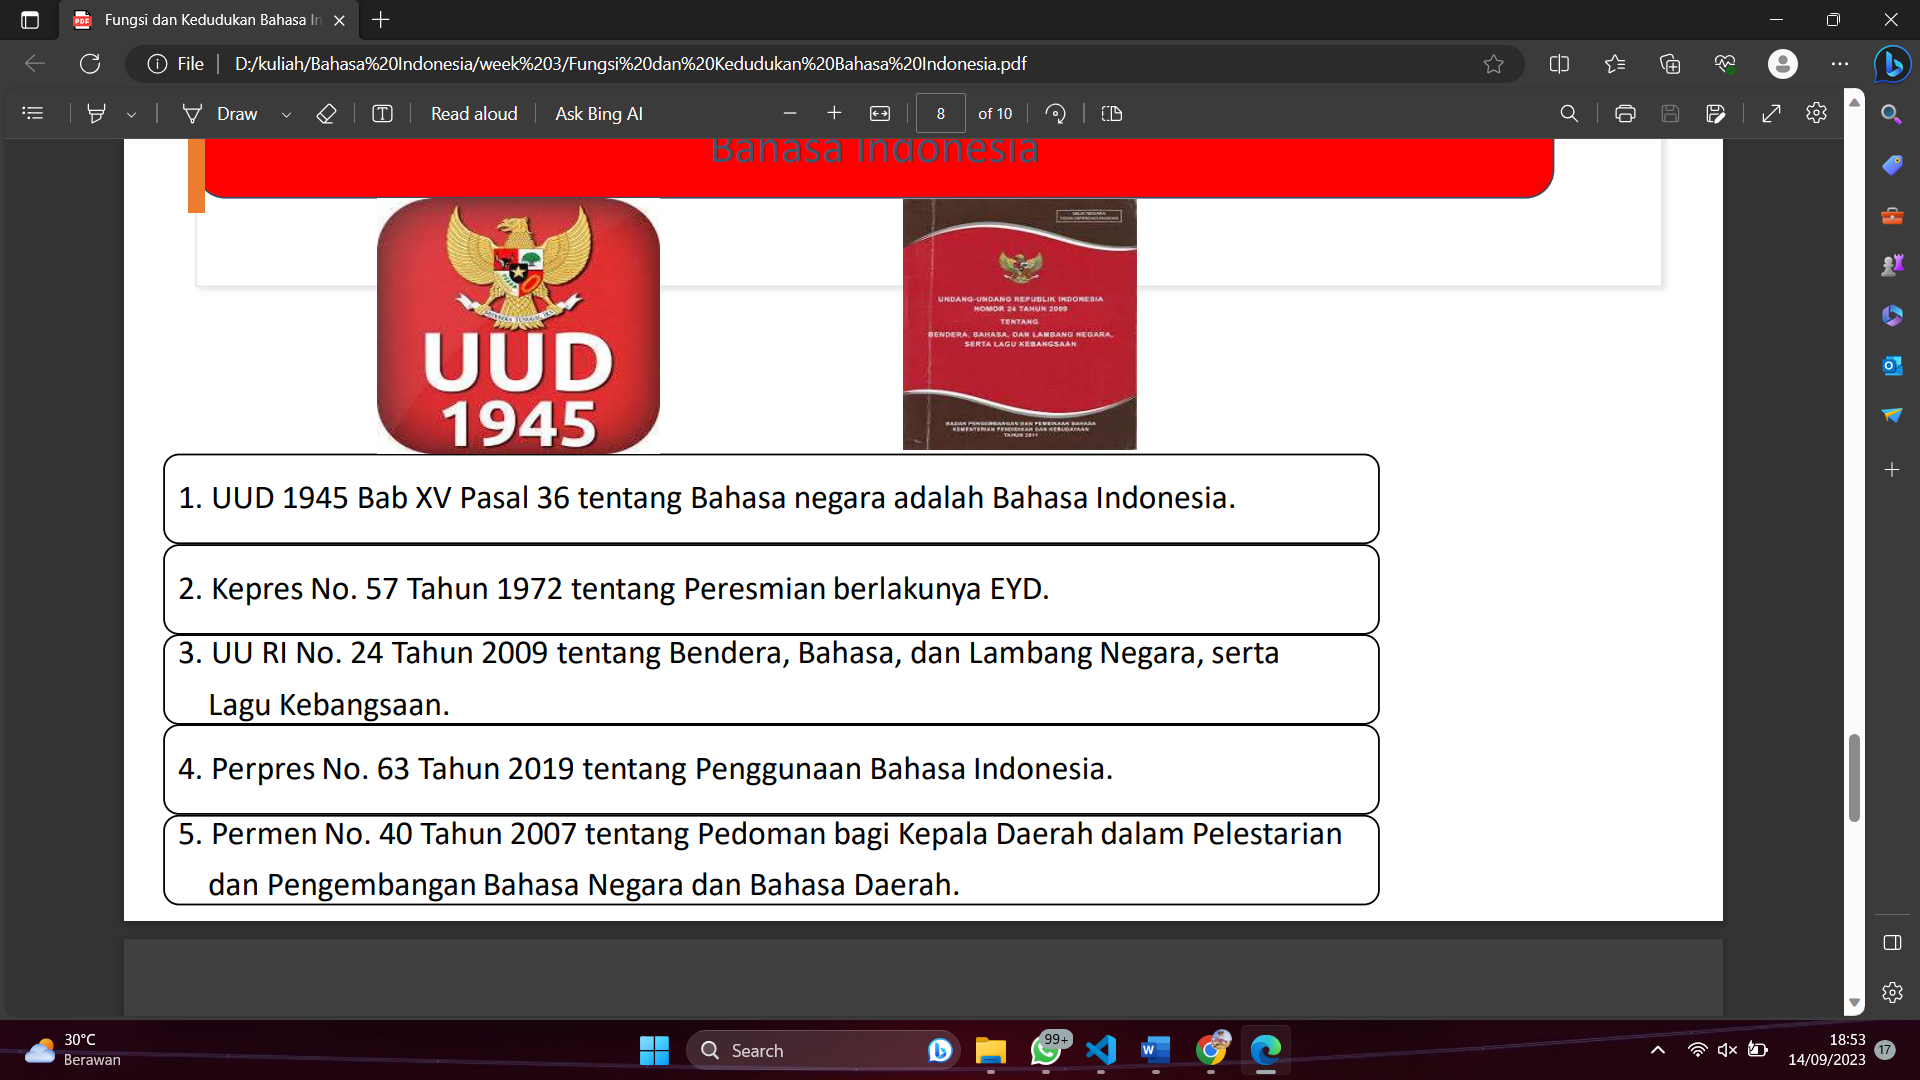 Fungsi dan Kedudukan Bahasa In
File
D:/kuliah/Bahasa%20Indonesia/week%203/Fungsi%20dan%20Kedudukan%20Bahasa%20Indonesia.pdf
Draw
Read aloud
Ask Bing AI
8
of 10
Bahasa Indonesia
UUD
1945
UNDANG-UNDANG REPUBLIK INDONESIA
NOMOR 24 TAHUN 2009
TENTANG
BENDERA, BAHASA, DAN LAMBANG NEGARA,
SERTA LAGU KEBANGSAAN
BADAN PENGEMBANGAN DAN PEMBINAAN BAHASA
KEMENTERIAN PENDIDIKAN DAN KEBUDAYAAN
TAHUN 2011
1. UUD 1945 Bab XV Pasal 36 tentang Bahasa negara adalah Bahasa Indonesia.
2. Kepres No. 57 Tahun 1972 tentang Peresmian berlakunya EYD.
3. UU RI No. 24 Tahun 2009 tentang Bendera, Bahasa, dan Lambang Negara, serta
Lagu Kebangsaan.
4. Perpres No. 63 Tahun 2019 tentang Penggunaan Bahasa Indonesia.
5. Permen No. 40 Tahun 2007 tentang Pedoman bagi Kepala Daerah dalam Pelestarian
dan Pengembangan Bahasa Negara dan Bahasa Daerah.
30°C
Berawan
Search
99+
18:53
14/09/2023
17